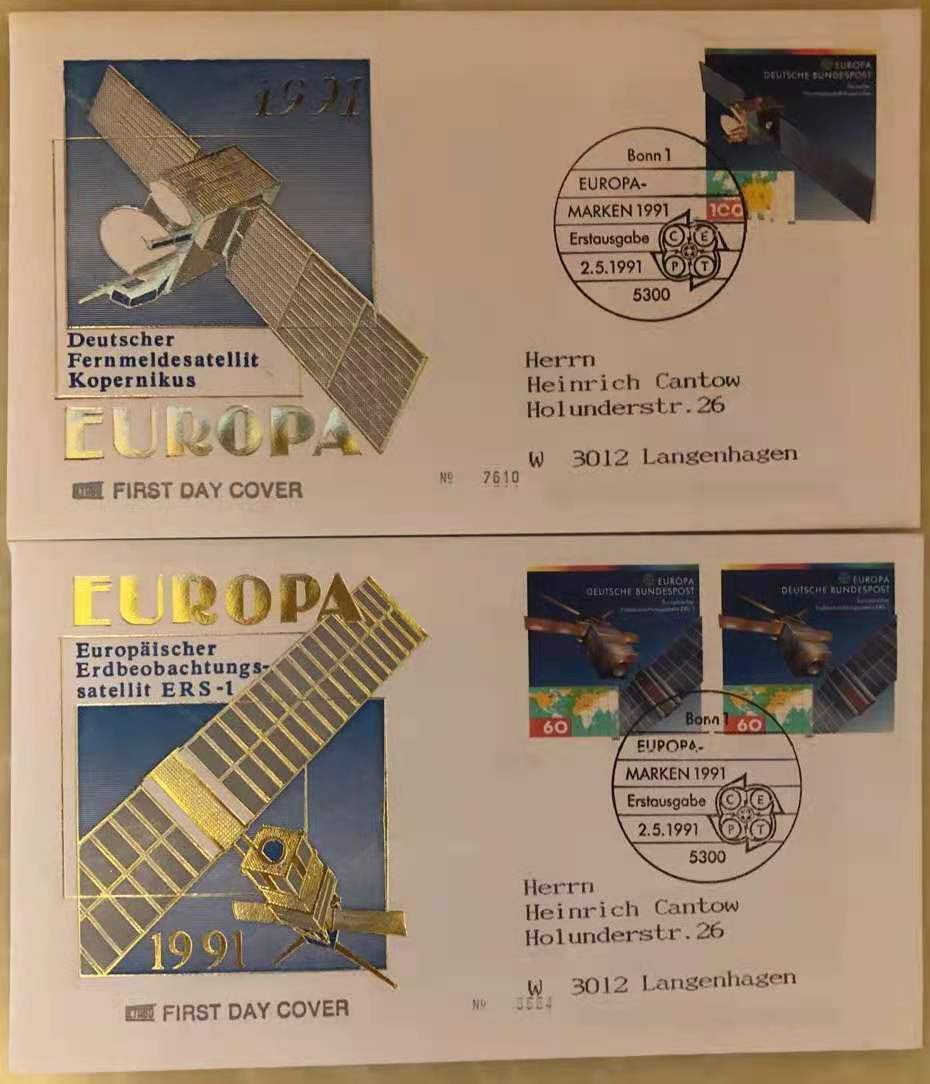 1991
Deutscher
Fernmeldesatellit
Kopernikus
EUROPA
FIRST DAY COVER
EUROPA
DEUTSCHE BUNDESPOST
100
Bonn 1
EUROPA-
MARKEN 1991
Erstausgabe
2.5.1991
C E
P T
5300
Herrn
Heinrich Cantow
Holunderstr.26
W 3012 Langenhagen
Nº 7610
EUROPA
Europäischer
Erdbeobachtungs-
satellit ERS-1
1991
FIRST DAY COVER
EUROPA
DEUTSCHE BUNDESPOST
60
EUROPA
DEUTSCHE BUNDESPOST
60
Bonn 1
EUROPA-
MARKEN 1991
Erstausgabe
2.5.1991
C E
P T
5300
Herrn
Heinrich Cantow
Holunderstr.26
W 3012 Langenhagen
Nº